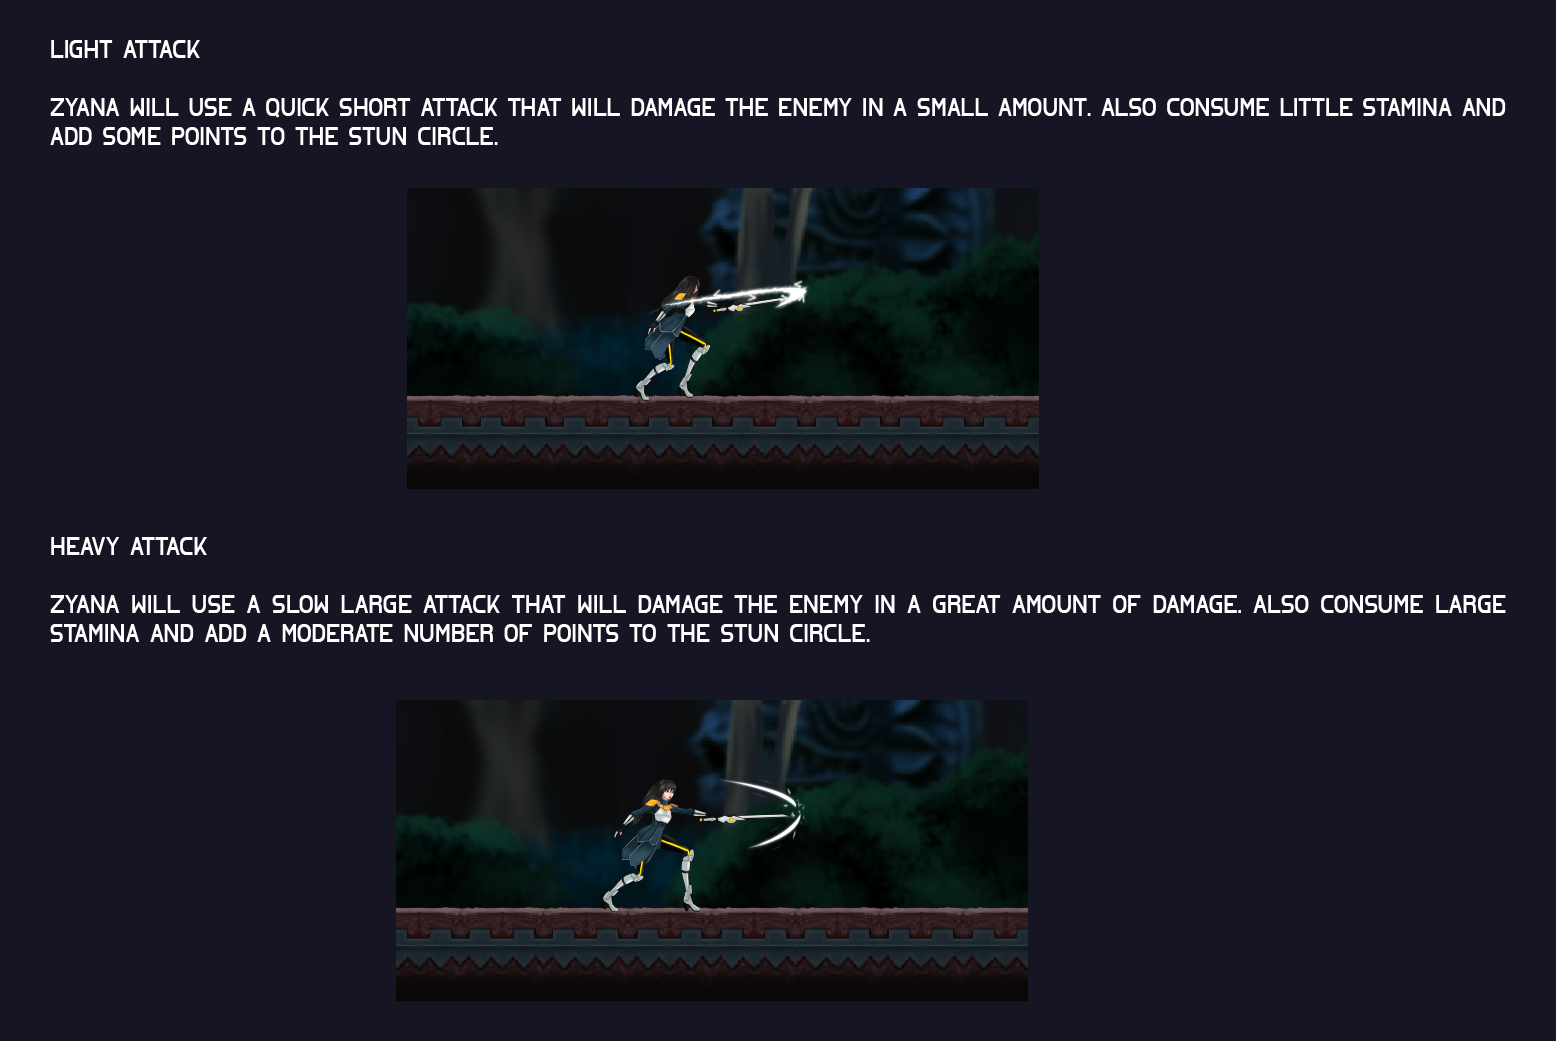 LIGHT ATTACK
ZYANA WILL USE A QUICK SHORT ATTACK THAT WILL DAMAGE THE ENEMY IN A SMALL AMOUNT. ALSO CONSUME LITTLE STAMINA AND
ADD SOME POINTS TO THE STUN CIRCLE.
HEAVY ATTACK
ZYANA WILL USE A SLOW LARGE ATTACK THAT WILL DAMAGE THE ENEMY IN A GREAT AMOUNT OF DAMAGE. ALSO CONSUME LARGE
STAMINA AND ADD A MODERATE NUMBER OF POINTS TO THE STUN CIRCLE.